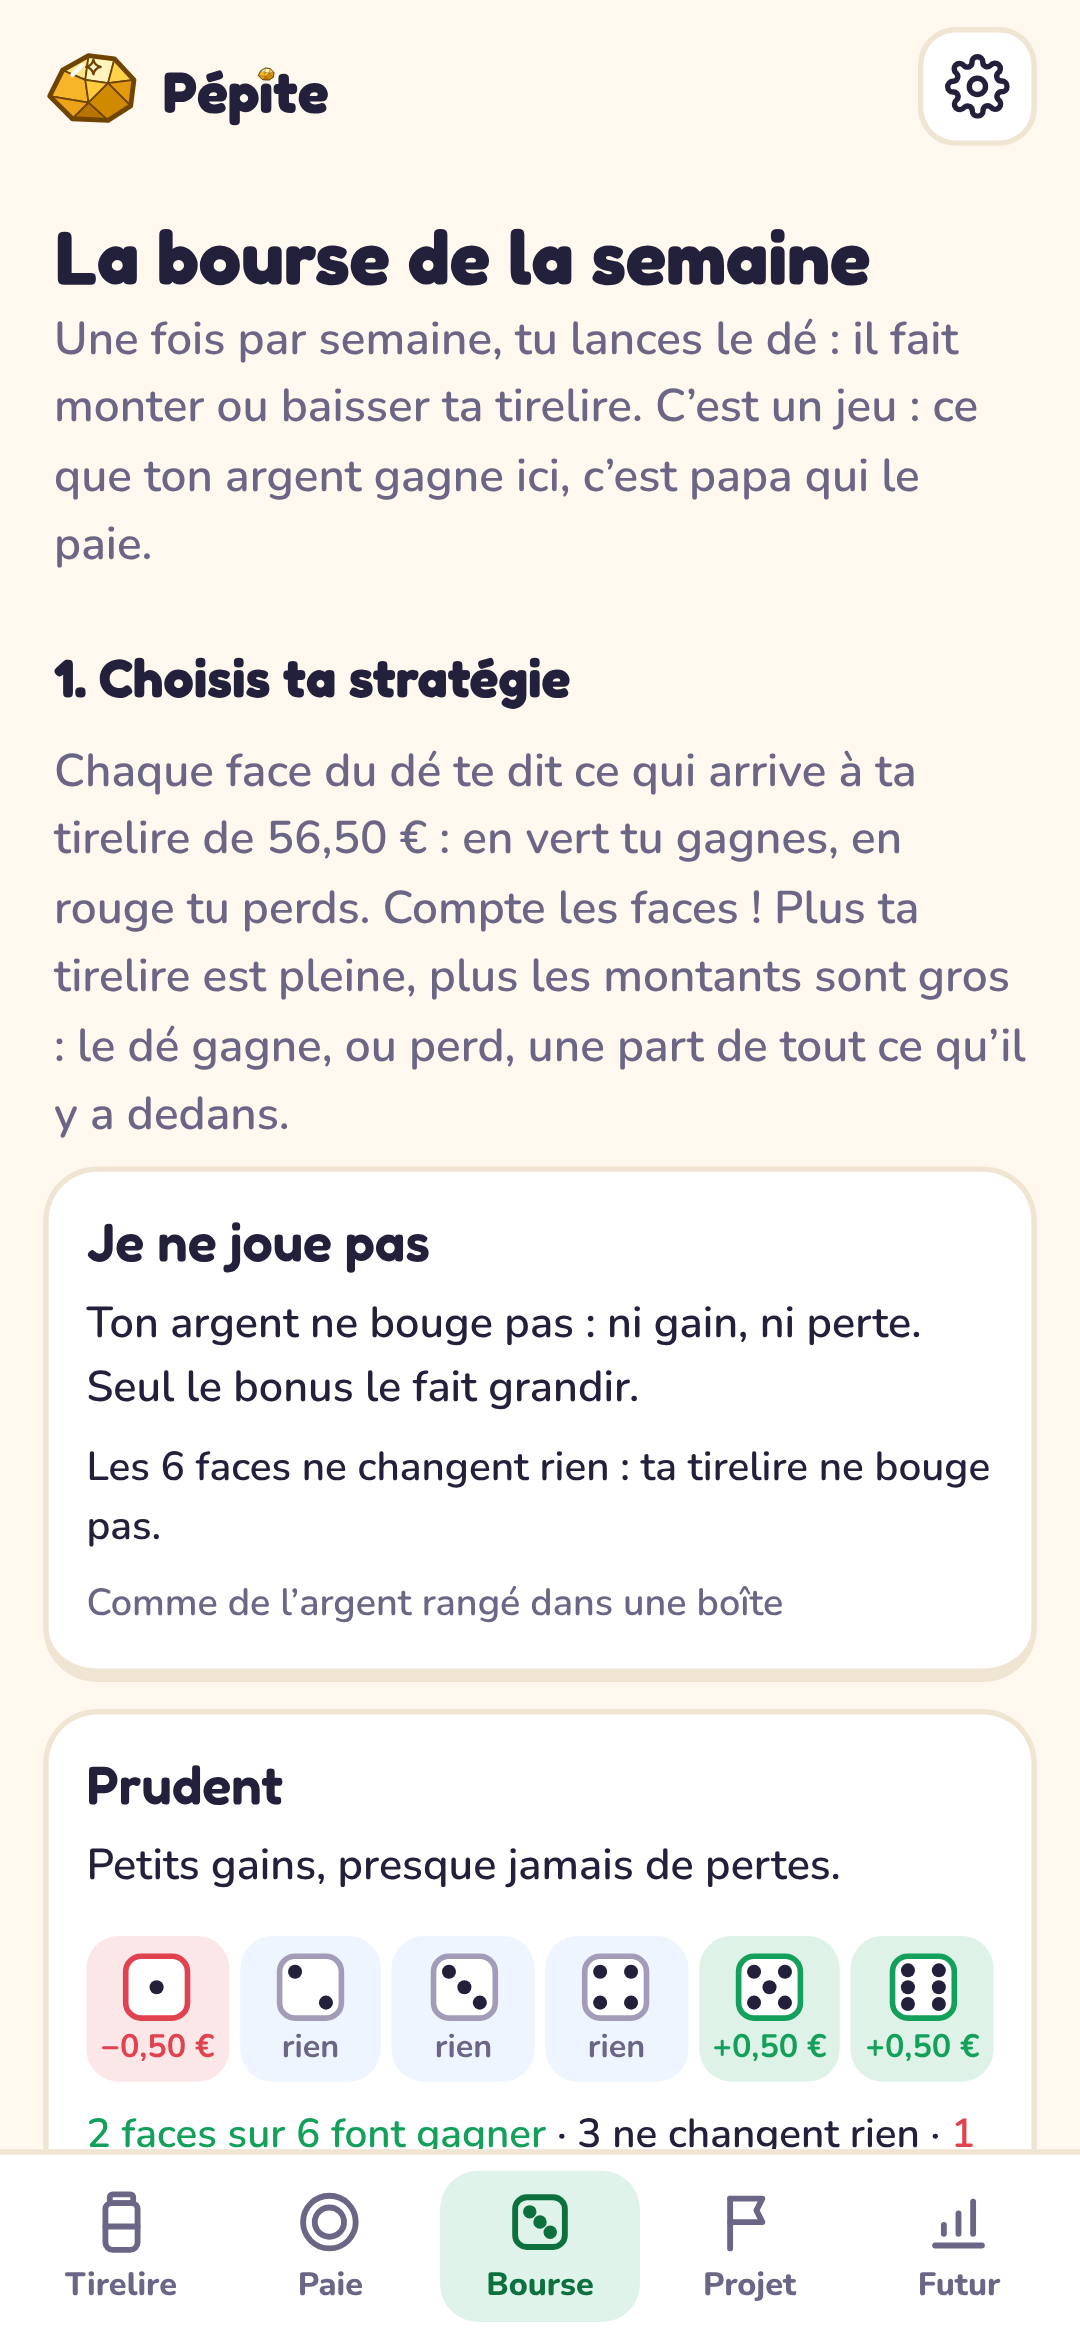 Pépite
La bourse de la semaine
Une fois par semaine, tu lances le dé : il fait
monter ou baisser ta tirelire. C’est un jeu : ce
que ton argent gagne ici, c’est papa qui le
paie.
1. Choisis ta stratégie
Chaque face du dé te dit ce qui arrive à ta
tirelire de 56,50 € : en vert tu gagnes, en
rouge tu perds. Compte les faces ! Plus ta
tirelire est pleine, plus les montants sont gros
: le dé gagne, ou perd, une part de tout ce qu’il
y a dedans.
Je ne joue pas
Ton argent ne bouge pas : ni gain, ni perte.
Seul le bonus le fait grandir.
Les 6 faces ne changent rien : ta tirelire ne bouge
pas.
Comme de l’argent rangé dans une boîte
Prudent
Petits gains, presque jamais de pertes.
−0,50 € rien rien rien +0,50 € +0,50 €
2 faces sur 6 font gagner · 3 ne changent rien · 1
Tirelire Paie Bourse Projet Futur